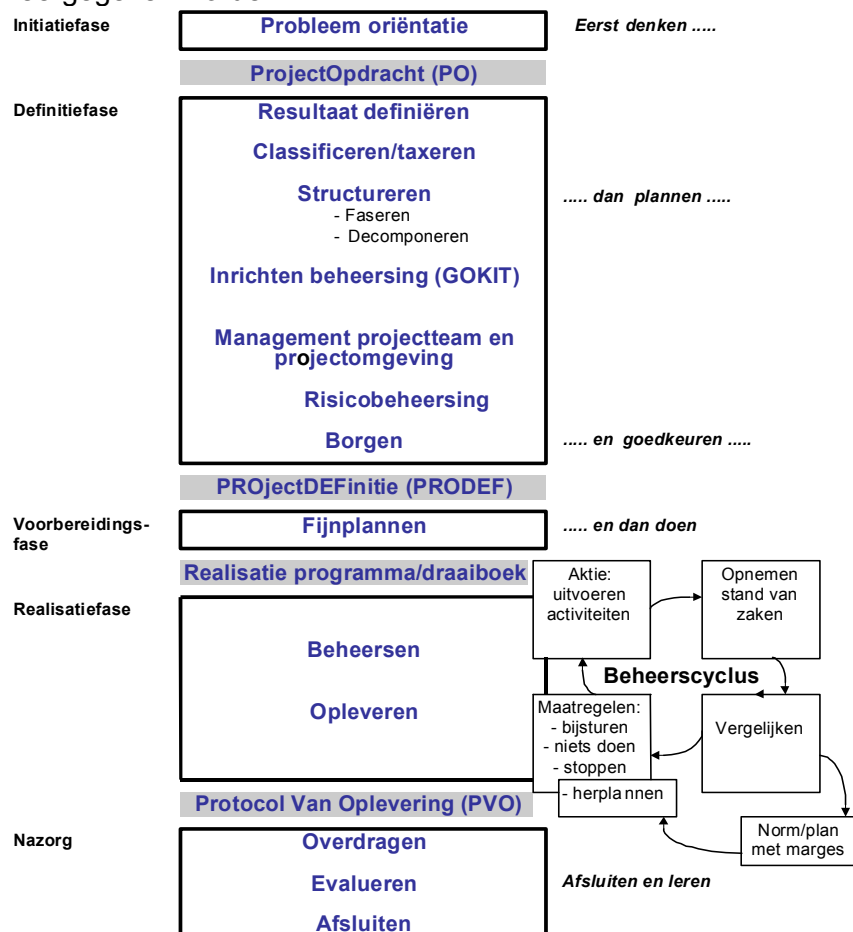 Initiatiefase
Probleem oriëntatie
Eerst denken .....
ProjectOpdracht (PO)
Definitiefase
Resultaat definiëren
Classificeren/taxeren
Structureren
..... dan plannen .....
- Faseren
- Decomponeren
Inrichten beheersing (GOKIT)
Management projectteam en
projectomgeving
Risicobeheersing
Borgen
..... en goedkeuren .....
PROjectDEFinitie (PRODEF)
Voorbereidings-
fase
Fijnplannen
..... en dan doen
Realisatie programma/draaiboek
Aktie:
uitvoeren
activiteiten
Opnemen
stand van
zaken
Realisatiefase
Beheersen
Opleveren
Beheerscyclus
Maatregelen:
- bijsturen
- niets doen
- stoppen
- herplannen
Vergelijken
Norm/plan
met marges
Protocol Van Oplevering (PVO)
Nazorg
Overdragen
Evalueren
Afsluiten en leren
Afsluiten